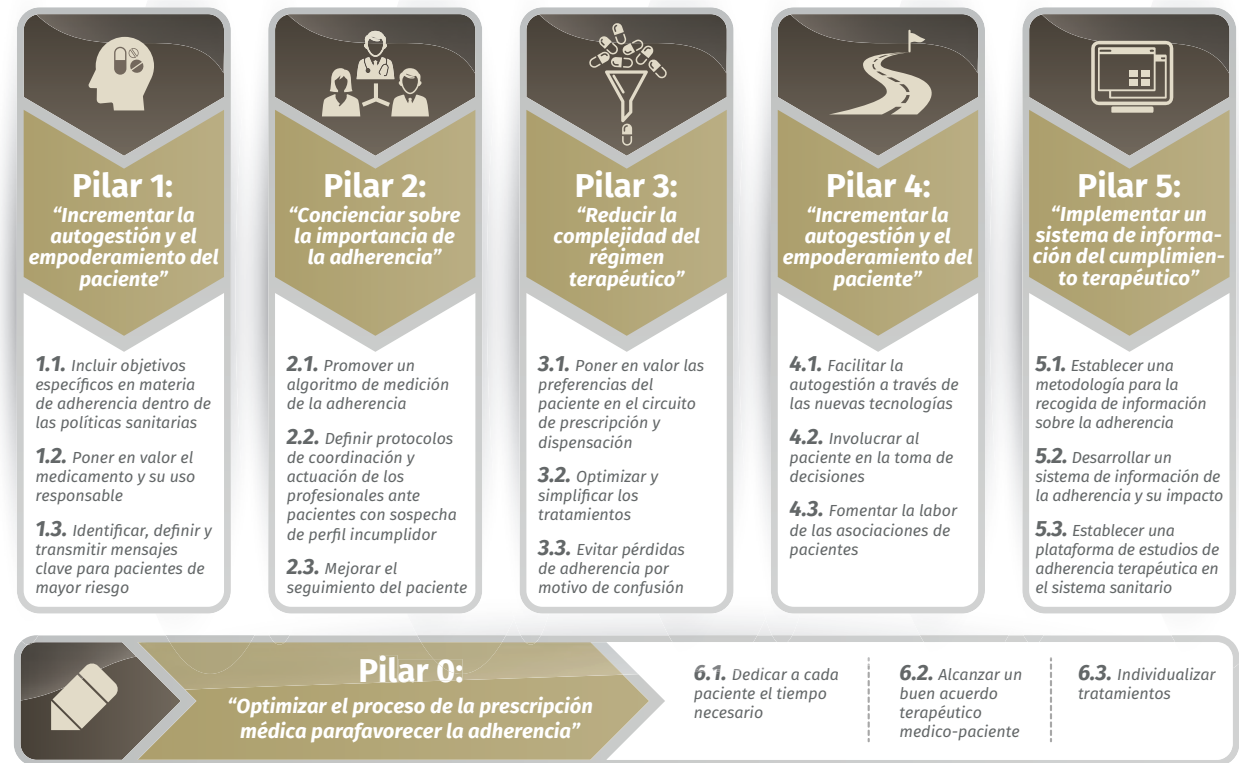 Pilar 1:
“Incrementar la
autogestión y el
empoderamiento del
paciente”
1.1. Incluir objetivos
específicos en materia
de adherencia dentro de
las políticas sanitarias
1.2. Poner en valor el
medicamento y su uso
responsable
1.3. Identificar, definir y
transmitir mensajes
clave para pacientes de
mayor riesgo
Pilar 2:
“Concienciar sobre
la importancia de
la adherencia”
2.1. Promover un
algoritmo de medición
de la adherencia
2.2. Definir protocolos
de coordinación y
actuación de los
profesionales ante
pacientes con sospecha
de perfil incumplidor
2.3. Mejorar el
seguimiento del paciente
Pilar 3:
“Reducir la
complejidad del
régimen
terapéutico”
3.1. Poner en valor las
preferencias del
paciente en el circuito
de prescripción y
dispensación
3.2. Optimizar y
simplificar los
tratamientos
3.3. Evitar pérdidas
de adherencia por
motivo de confusión
Pilar 4:
“Incrementar la
autogestión y el
empoderamiento del
paciente”
4.1. Facilitar la
autogestión a través de
las nuevas tecnologías
4.2. Involucrar al
paciente en la toma de
decisiones
4.3. Fomentar la labor
de las asociaciones de
pacientes
Pilar 5:
“Implementar un
sistema de informa-
ción del cumplimien-
to terapéutico”
5.1. Establecer una
metodología para la
recogida de información
sobre la adherencia
5.2. Desarrollar un
sistema de información de
la adherencia y su impacto
5.3. Establecer una
plataforma de estudios de
adherencia terapéutica en
el sistema sanitario
Pilar 0:
“Optimizar el proceso de la prescripción
médica parafavorecer la adherencia”
6.1. Dedicar a cada
paciente el tiempo
necesario
6.2. Alcanzar un
buen acuerdo
terapéutico
medico-paciente
6.3. Individualizar
tratamientos